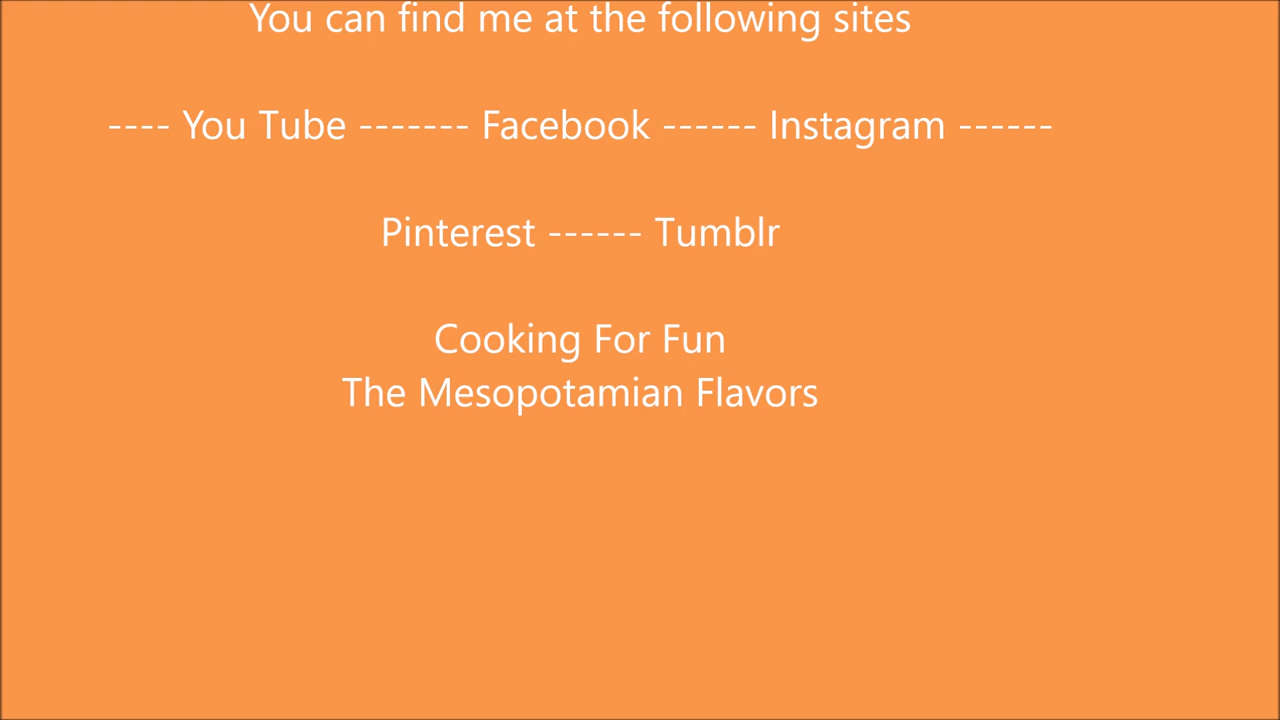 You can find me at the following sites
---- You Tube ------- Facebook ------ Instagram ------
Pinterest ------ Tumblr
Cooking For Fun
The Mesopotamian Flavors